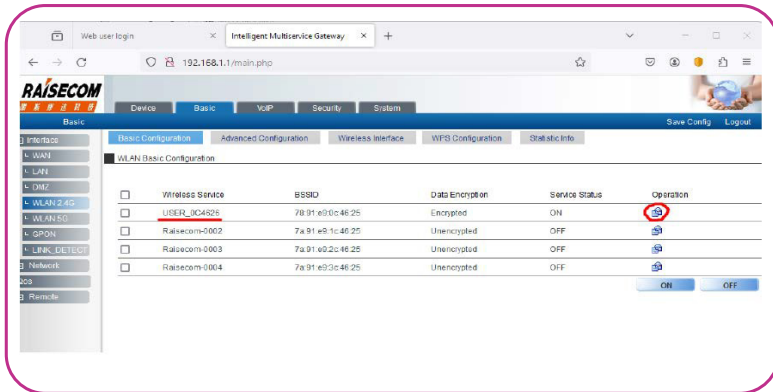 Web user login × Intelligent Multiservice Gateway × +
192.168.1.1/main.php
RAISECOM
Device Basic VoIP Security System
Basic Save Config Logout
Interface Basic Configuration Advanced Configuration Wireless Interface WPS Configuration Statistic Info
WAN WLAN Basic Configuration
LAN
DMZ Wireless Service BSSID Data Encryption Service Status Operation
WLAN 2.4G
WLAN 5G USER_0C4625 78:91:e9:0c:46:25 Encrypted ON
GPON Raisecom-0002 7a:91:e9:1c:46:25 Unencrypted OFF
LINK_DETECT Raisecom-0003 7a:91:e9:2c:46:25 Unencrypted OFF
Network Raisecom-0004 7a:91:e9:3c:46:25 Unencrypted OFF
Remote ON OFF